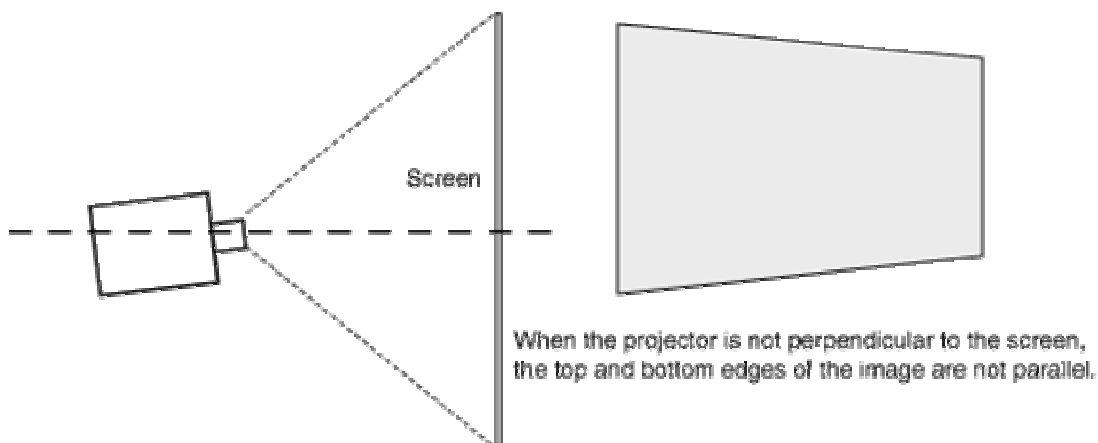 Screen
When the projector is not perpendicular to the screen,
the top and bottom edges of the image are not parallel.